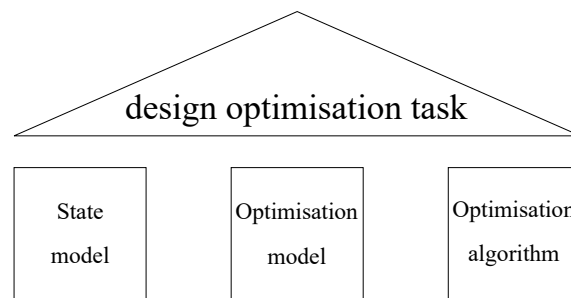 design optimisation task
State
model
Optimisation
model
Optimisation
algorithm